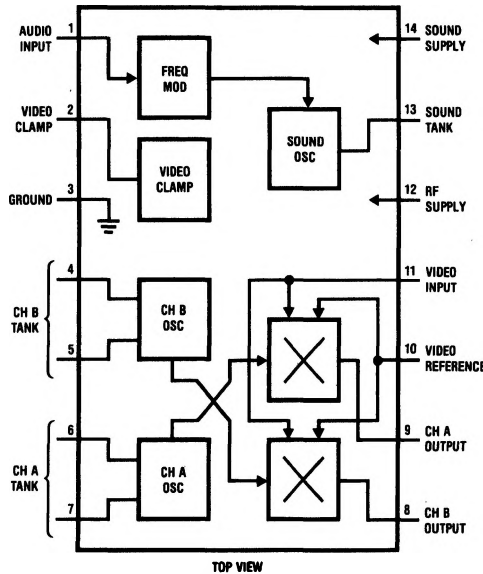 AUDIO
INPUT
1
FREQ
MOD
14
SOUND
SUPPLY
VIDEO
CLAMP
2
VIDEO
CLAMP
SOUND
OSC
13
SOUND
TANK
GROUND
3
12
RF
SUPPLY
CH B
TANK
4
5
CH B
OSC
11
VIDEO
INPUT
10
VIDEO
REFERENCE
CH A
TANK
6
7
CH A
OSC
9
CH A
OUTPUT
8
CH B
OUTPUT
TOP VIEW